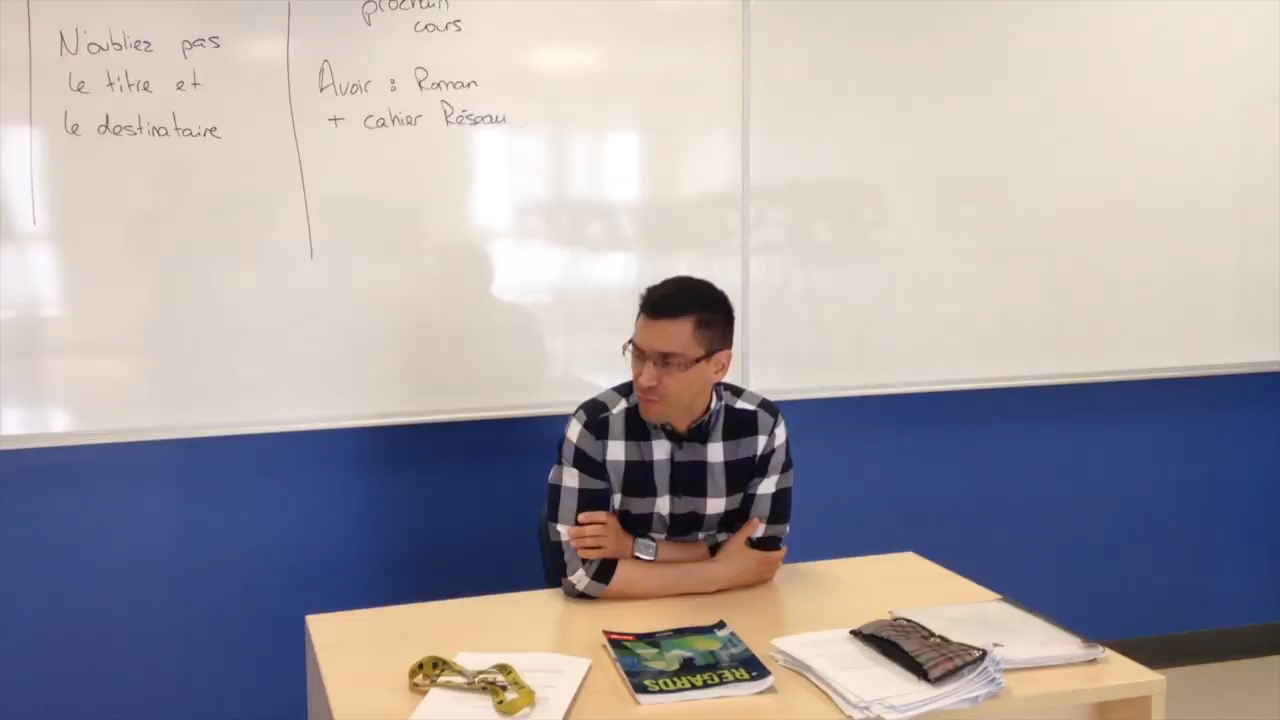 N'oubliez pas
le titre et
le destinataire
prochain
cours
Avoir : Roman
+ cahier Réseau
REGARDS